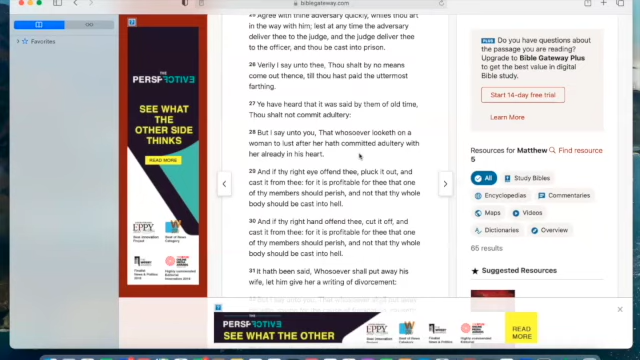 biblegateway.com
Favorites
THE
PERSPECTIVE
SEE WHAT
THE
OTHER SIDE
THINKS
READ MORE
25 Agree with thine adversary quickly, whiles thou art
in the way with him; lest at any time the adversary
deliver thee to the judge, and the judge deliver thee
to the officer, and thou be cast into prison.
26 Verily I say unto thee, Thou shalt by no means
come out thence, till thou hast paid the uttermost
farthing.
27 Ye have heard that it was said by them of old time,
Thou shalt not commit adultery:
28 But I say unto you, That whosoever looketh on a
woman to lust after her hath committed adultery with
her already in his heart.
29 And if thy right eye offend thee, pluck it out, and
cast it from thee: for it is profitable for thee that one
of thy members should perish, and not that thy whole
body should be cast into hell.
30 And if thy right hand offend thee, cut it off, and
cast it from thee: for it is profitable for thee that one
of thy members should perish, and not that thy whole
body should be cast into hell.
31 It hath been said, Whosoever shall put away his
wife, let him give her a writing of divorcement:
PLUS Do you have questions about
the passage you are reading?
Upgrade to Bible Gateway Plus
to get the best value in digital
Bible study.
Start 14-day free trial
Learn More
Resources for Matthew
5
Find resource
All
Study Bibles
Encyclopedias
Commentaries
Maps
Videos
Dictionaries
Overview
65 results
Suggested Resources
THE
PERSPECTIVE
SEE WHAT THE OTHER
EPPY
READ
MORE